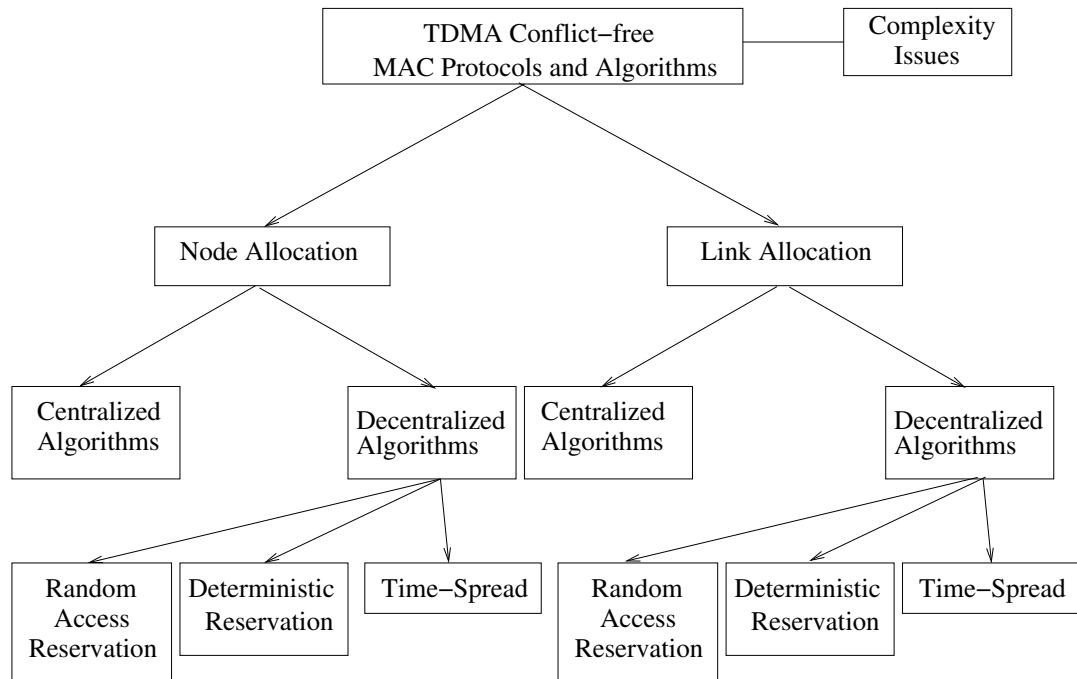 TDMA Conflict−free
MAC Protocols and Algorithms
Complexity
Issues
Node Allocation
Link Allocation
Centralized
Algorithms
Decentralized
Algorithms
Centralized
Algorithms
Decentralized
Algorithms
Random
Access
Reservation
Deterministic
Reservation
Time−Spread
Random
Access
Reservation
Deterministic
Reservation
Time−Spread